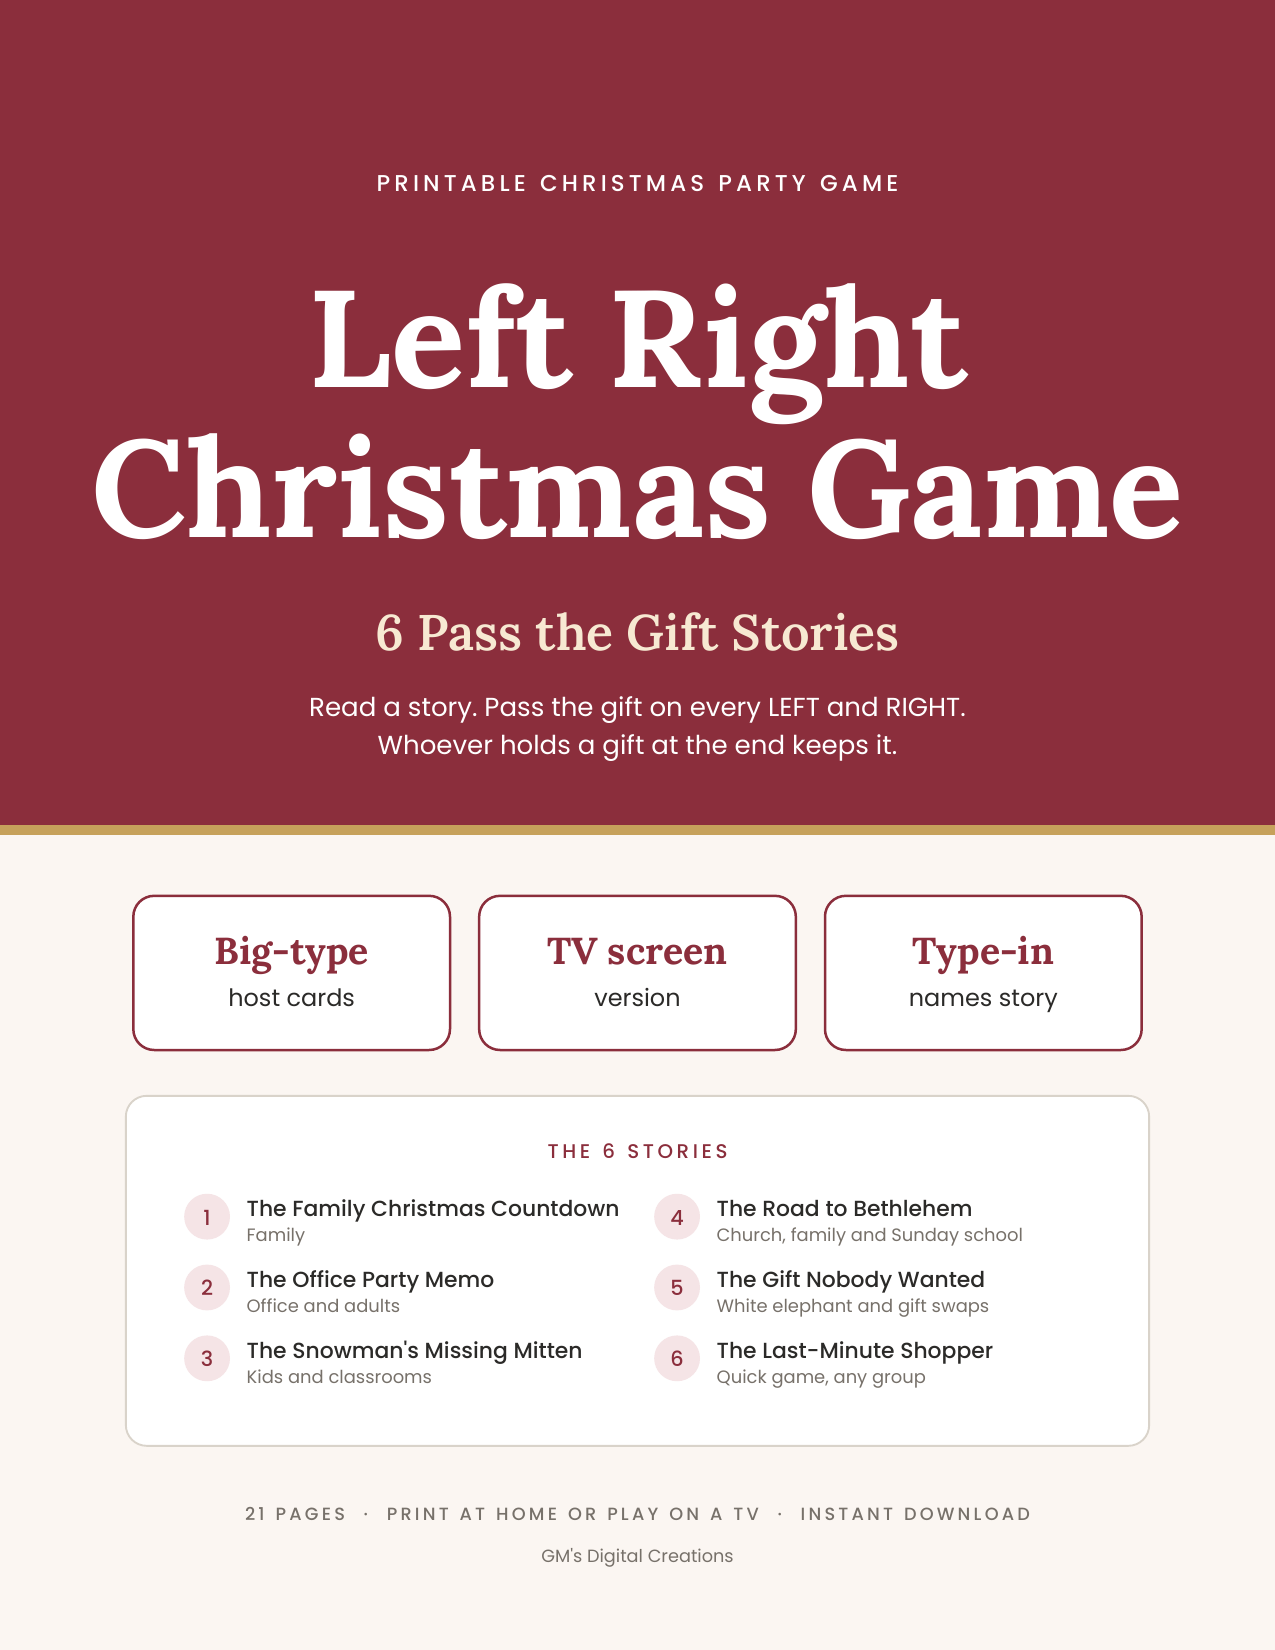 PRINTABLE CHRISTMAS PARTY GAME
Left Right
Christmas Game
6 Pass the Gift Stories
Read a story. Pass the gift on every LEFT and RIGHT.
Whoever holds a gift at the end keeps it.
Big-type
host cards
TV screen
version
Type-in
names story
THE 6 STORIES
1 The Family Christmas Countdown
Family
2 The Office Party Memo
Office and adults
3 The Snowman's Missing Mitten
Kids and classrooms
4 The Road to Bethlehem
Church, family and Sunday school
5 The Gift Nobody Wanted
White elephant and gift swaps
6 The Last-Minute Shopper
Quick game, any group
21 PAGES · PRINT AT HOME OR PLAY ON A TV · INSTANT DOWNLOAD
GM's Digital Creations